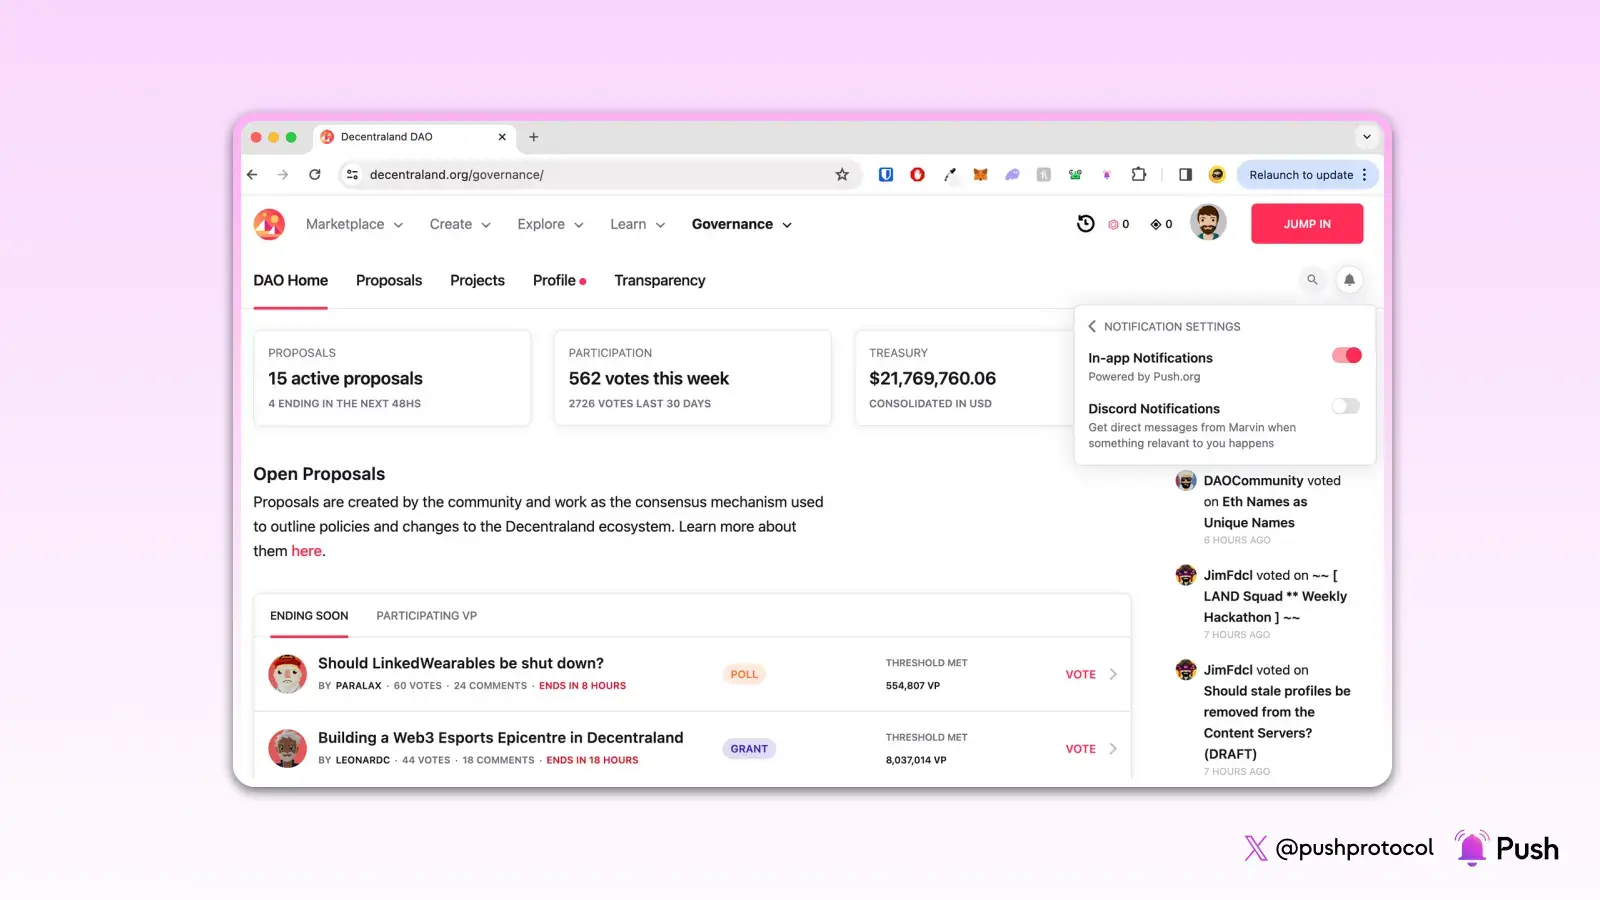 Decentraland DAO
decentraland.org/governance/
Relaunch to update
Marketplace Create Explore Learn Governance
0 0
JUMP IN
DAO Home Proposals Projects Profile Transparency
NOTIFICATION SETTINGS
In-app Notifications
Powered by Push.org
Discord Notifications
Get direct messages from Marvin when
something relavant to you happens
PROPOSALS
15 active proposals
4 ENDING IN THE NEXT 48HS
PARTICIPATION
562 votes this week
2726 VOTES LAST 30 DAYS
TREASURY
$21,769,760.06
CONSOLIDATED IN USD
Open Proposals
Proposals are created by the community and work as the consensus mechanism used
to outline policies and changes to the Decentraland ecosystem. Learn more about
them here.
ENDING SOON PARTICIPATING VP
Should LinkedWearables be shut down?
BY PARALAX · 60 VOTES · 24 COMMENTS · ENDS IN 8 HOURS
POLL
THRESHOLD MET
554,807 VP
VOTE
Building a Web3 Esports Epicentre in Decentraland
BY LEONARDC · 44 VOTES · 18 COMMENTS · ENDS IN 18 HOURS
GRANT
THRESHOLD MET
8,037,014 VP
VOTE
DAOCommunity voted
on Eth Names as
Unique Names
6 HOURS AGO
JimFdcl voted on ~~ [
LAND Squad ** Weekly
Hackathon ] ~~
7 HOURS AGO
JimFdcl voted on
Should stale profiles be
removed from the
Content Servers?
(DRAFT)
7 HOURS AGO
@pushprotocol
Push